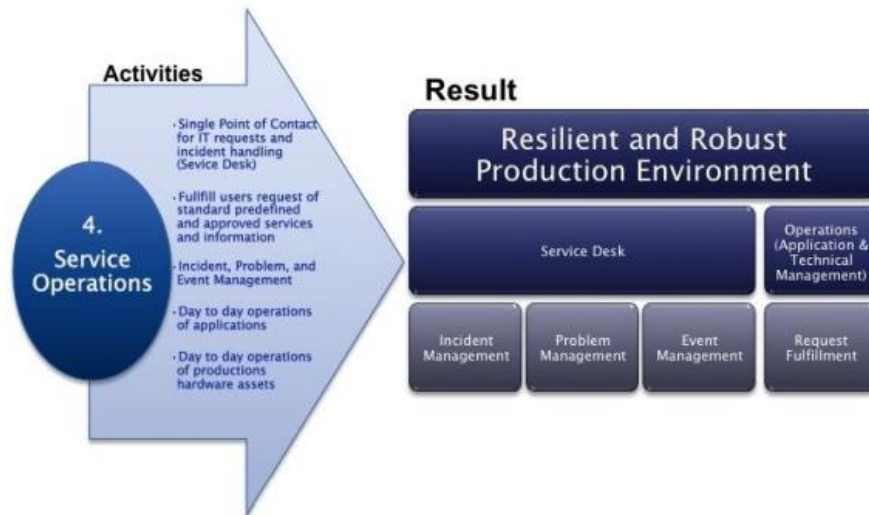 Activities
• Single Point of Contact
for IT requests and
incident handling
(Sevice Desk)
• Fullfill users request of
standard predefined
and approved services
and information
• Incident, Problem, and
Event Management
• Day to day operations
of applications
• Day to day operations
of productions
hardware assets
4.
Service
Operations
Result
Resilient and Robust
Production Environment
Service Desk
Operations
(Application &
Technical
Management)
Incident
Management
Problem
Management
Event
Management
Request
Fulfillment